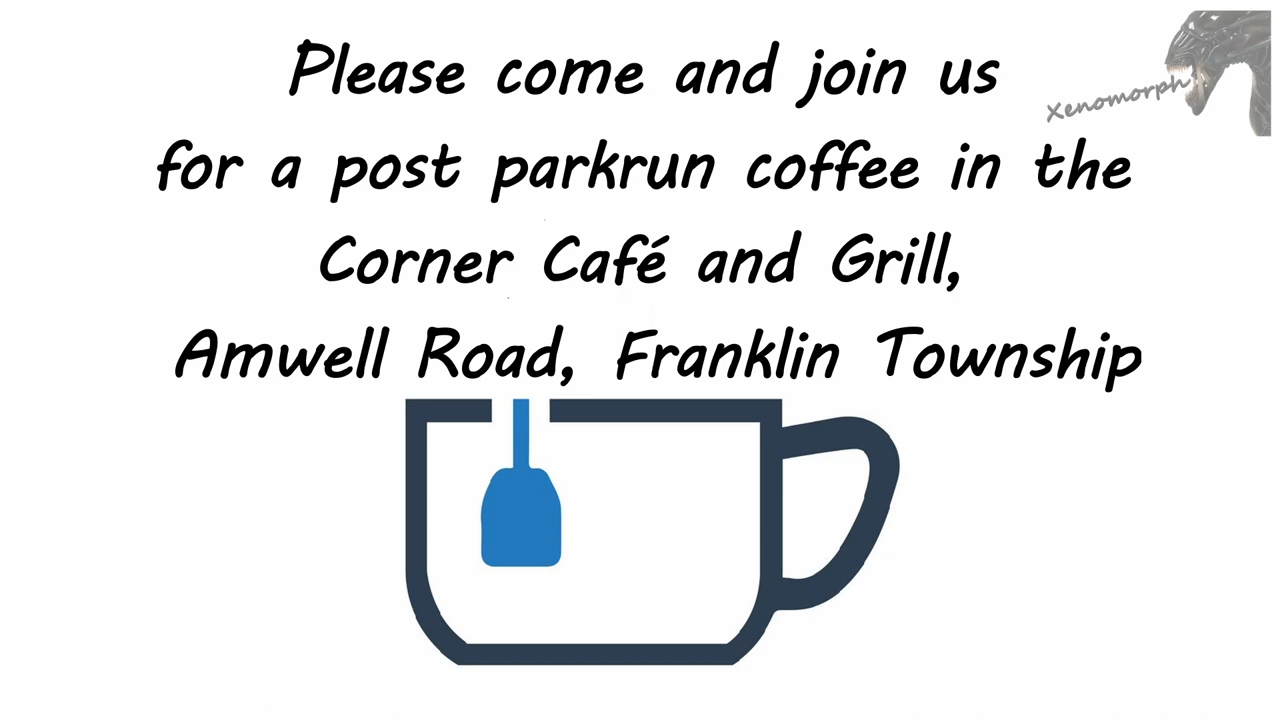 Please come and join us
Xenomorph
for a post parkrun coffee in the
Corner Café and Grill,
Amwell Road, Franklin Township